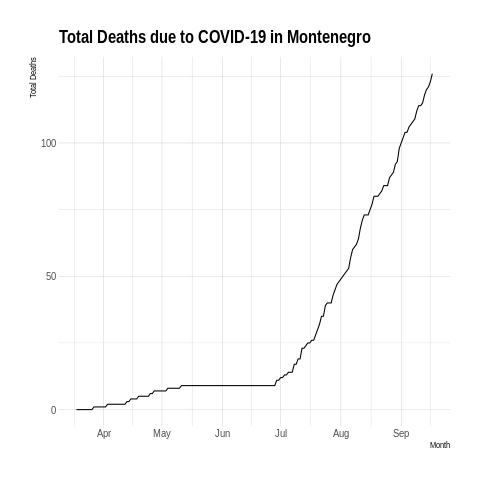 Total Deaths due to COVID-19 in Montenegro
Total Deaths
100
50
0
Apr May Jun Jul Aug Sep
Month